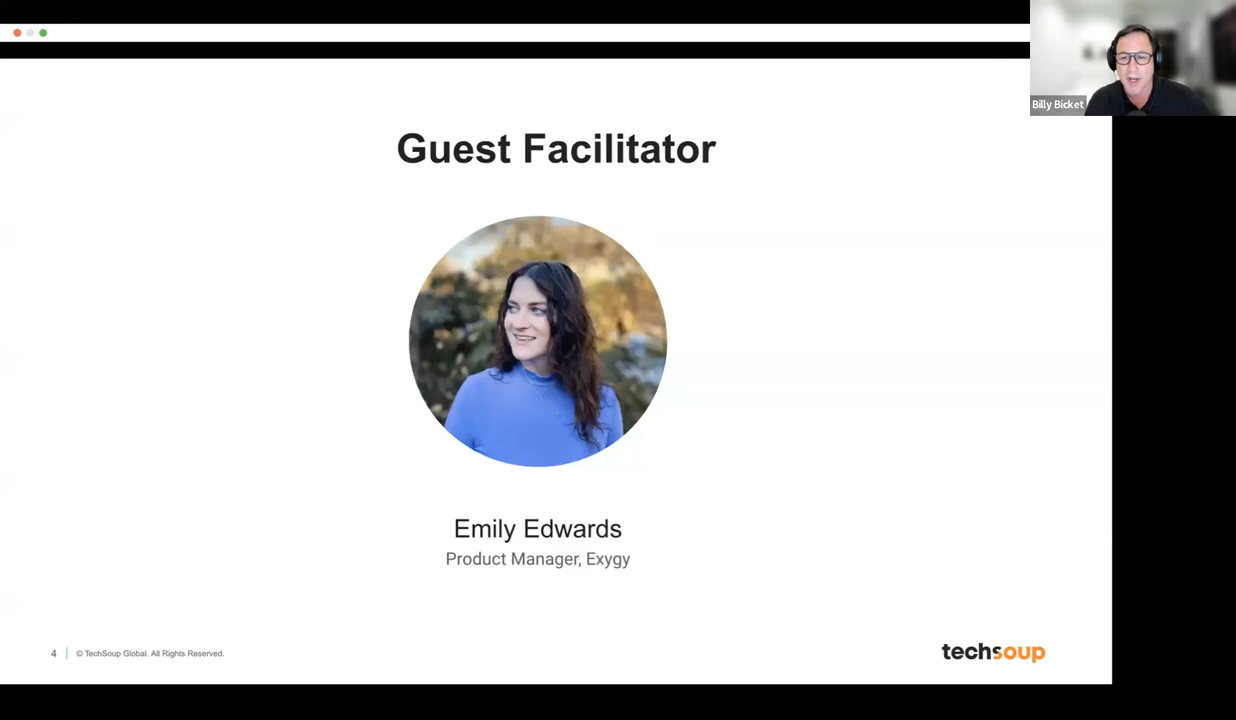 Billy Bicket
Guest Facilitator
Emily Edwards
Product Manager, Exygy
4 | © TechSoup Global. All Rights Reserved.
techsoup